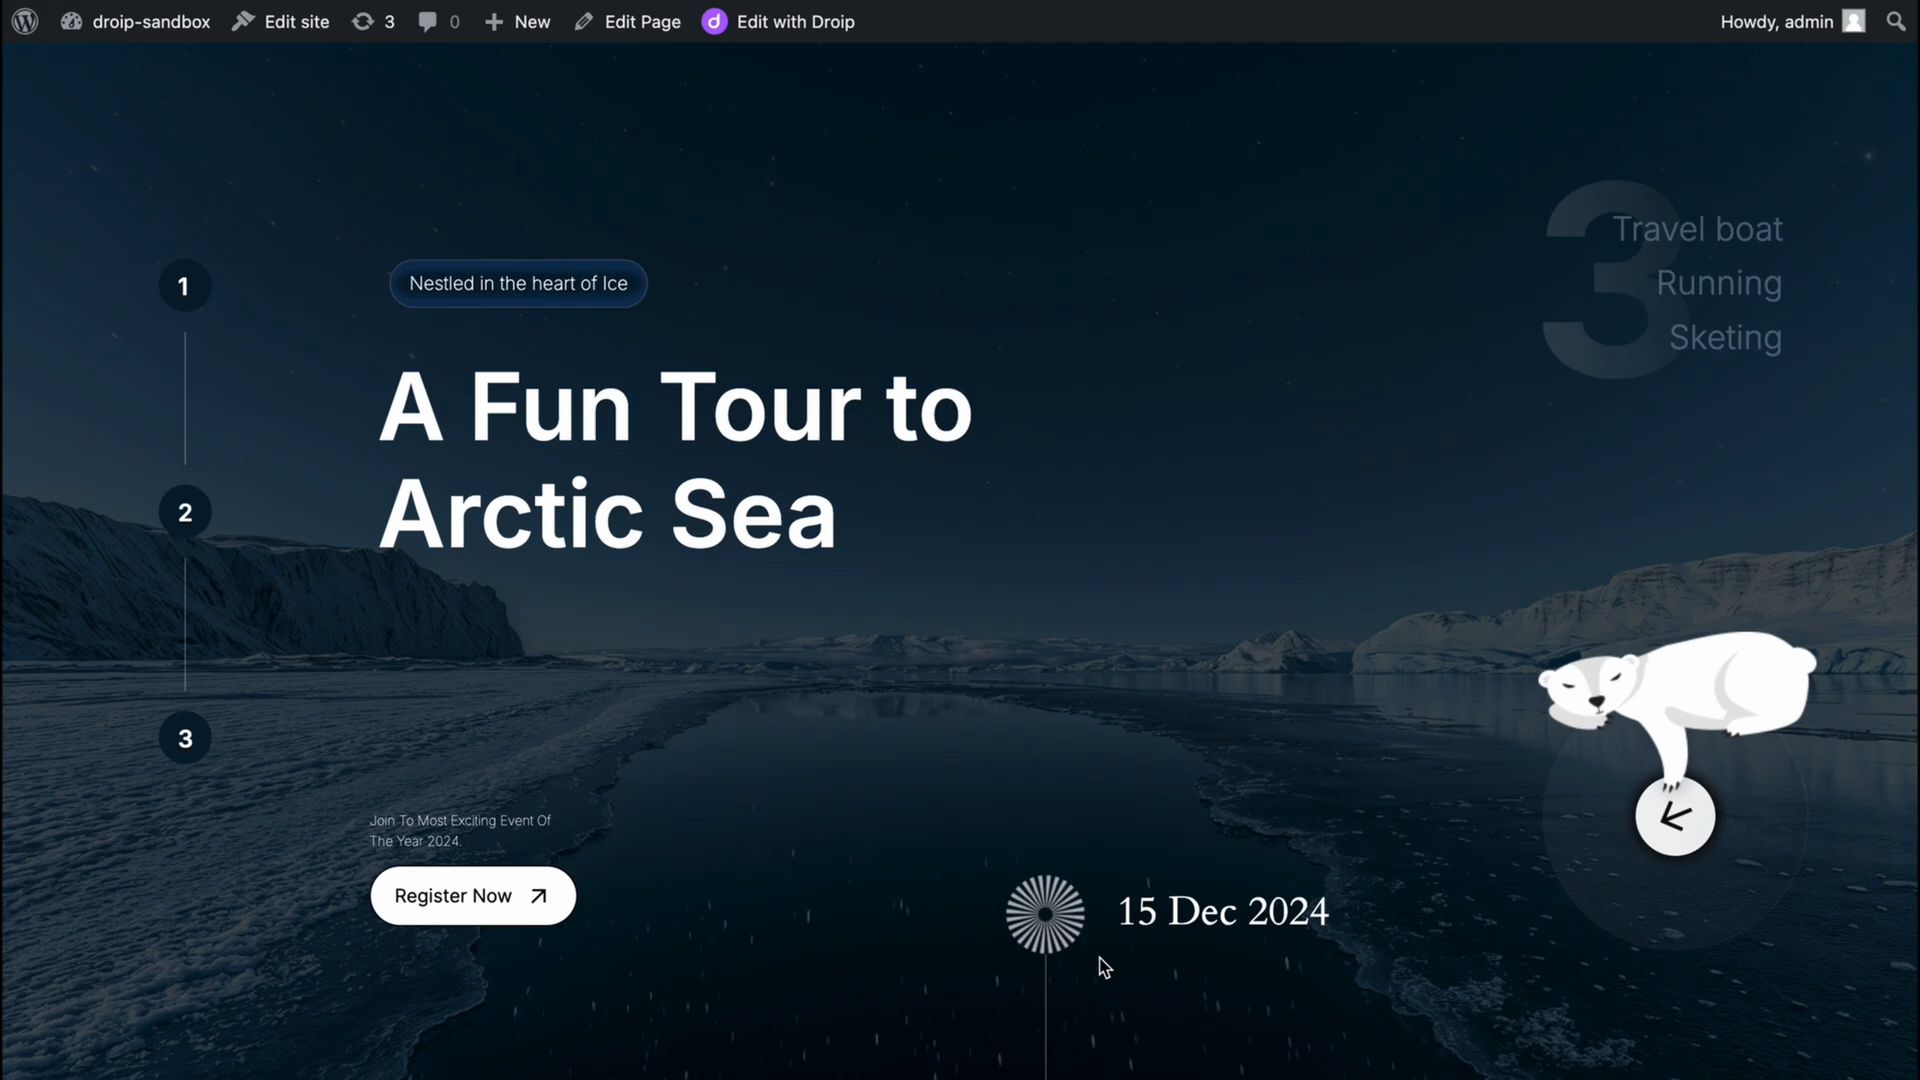 droip-sandbox Edit site 3 0 New Edit Page Edit with Droip Howdy, admin
3
Travel boat
Running
Sketing
1
Nestled in the heart of Ice
A Fun Tour to
Arctic Sea
2
3
Join To Most Exciting Event Of
The Year 2024.
Register Now
15 Dec 2024